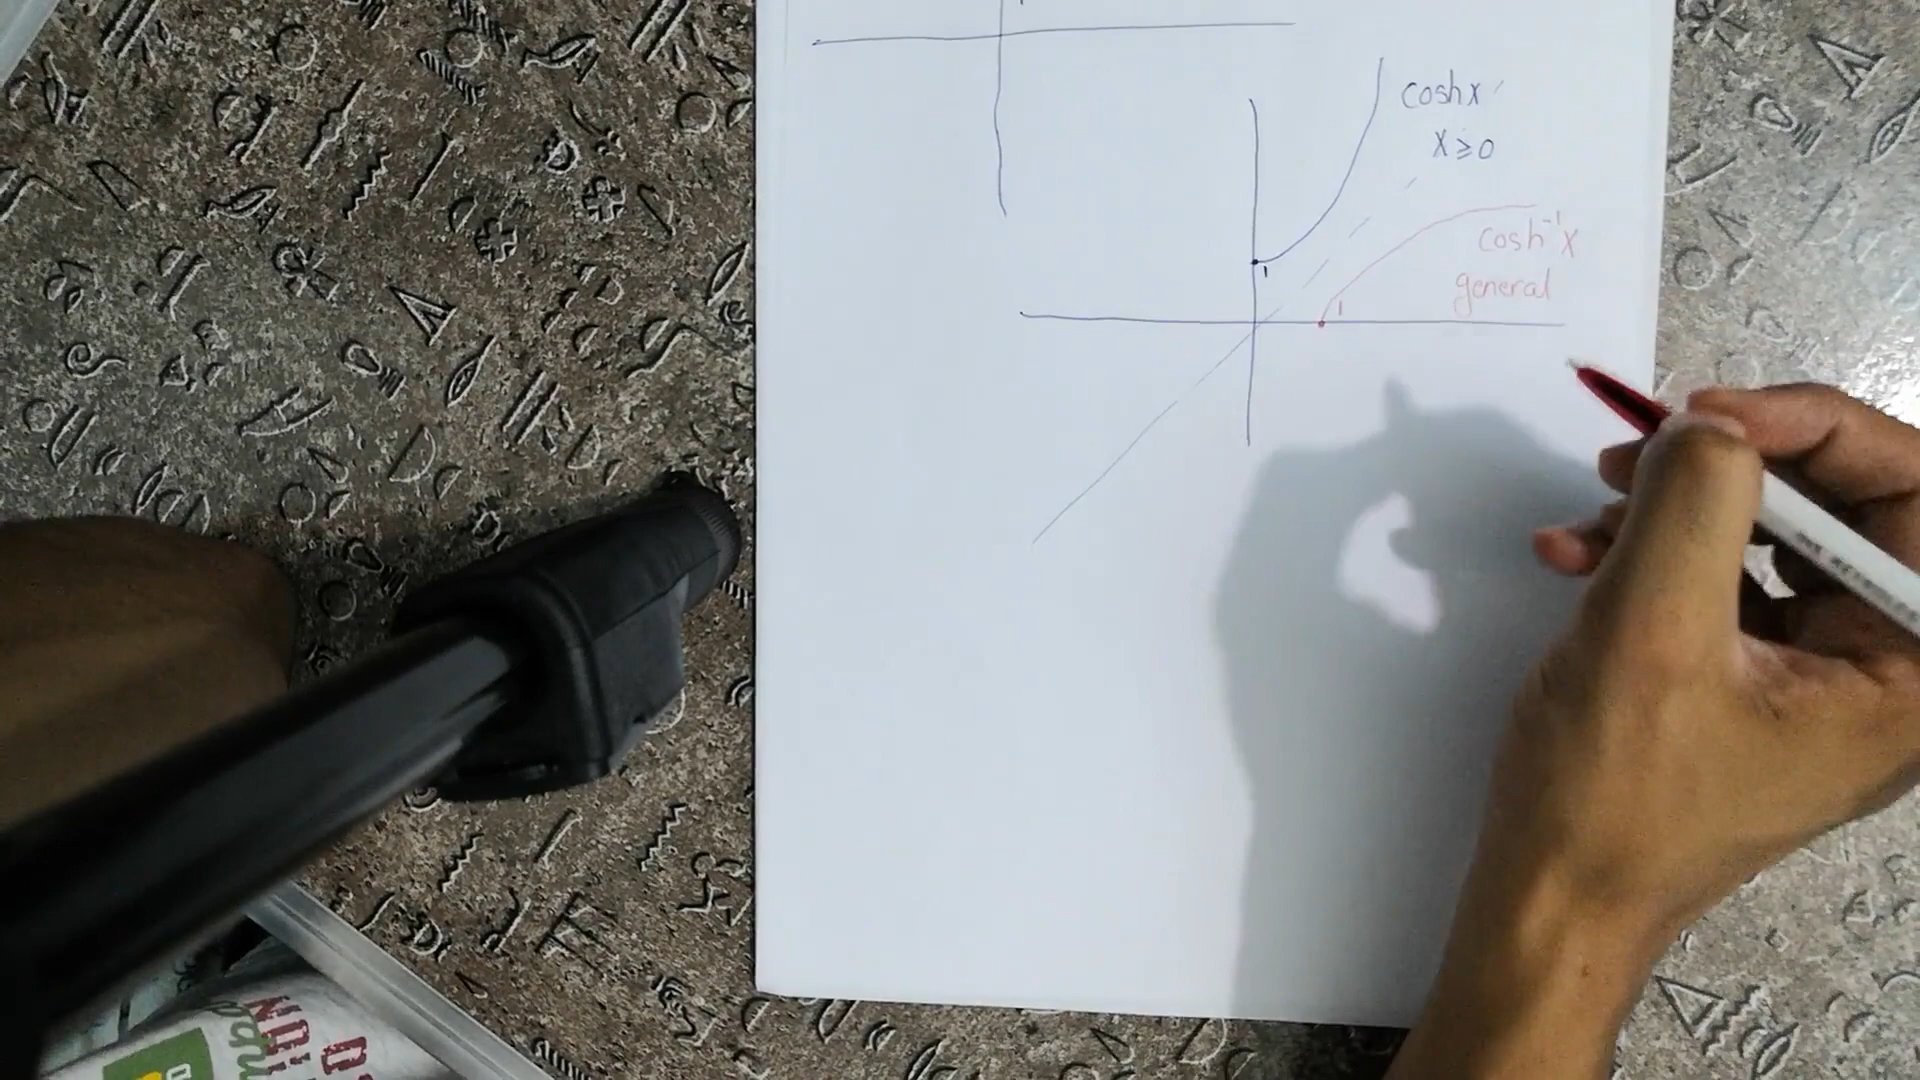 cosh x
x ⩾ 0
1
cosh⁻¹ x
general
1